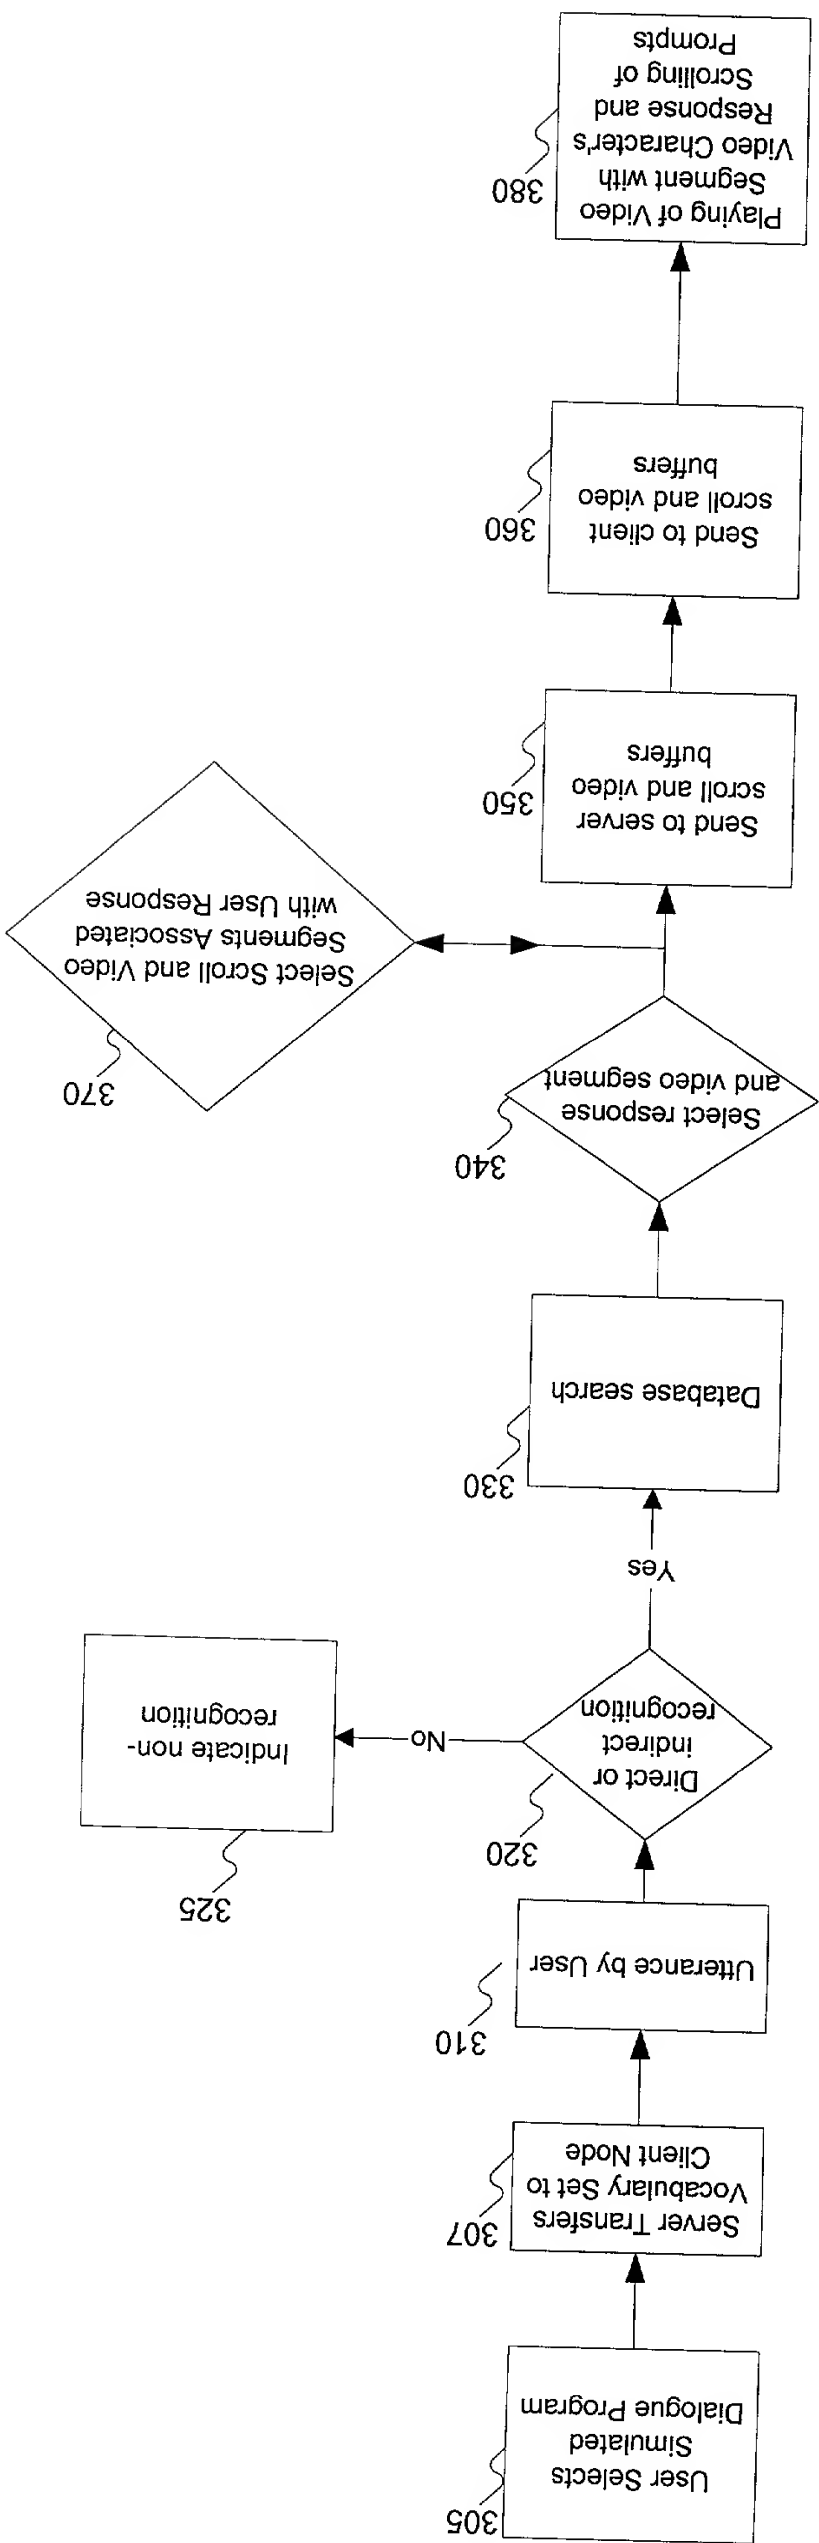 305
User Selects
Simulated
Dialogue Program
307
Server Transfers
Vocabulary Set to
Client Node
310
Utterance by User
320
Direct or
indirect
recognition
No
325
Indicate non-
recognition
Yes
330
Database search
340
Select response
and video segment
370
Select Scroll and Video
Segments Associated
with User Response
350
Send to server
scroll and video
buffers
360
Send to client
scroll and video
buffers
380
Playing of Video
Segment with
Video Character's
Response and
Scrolling of
Prompts